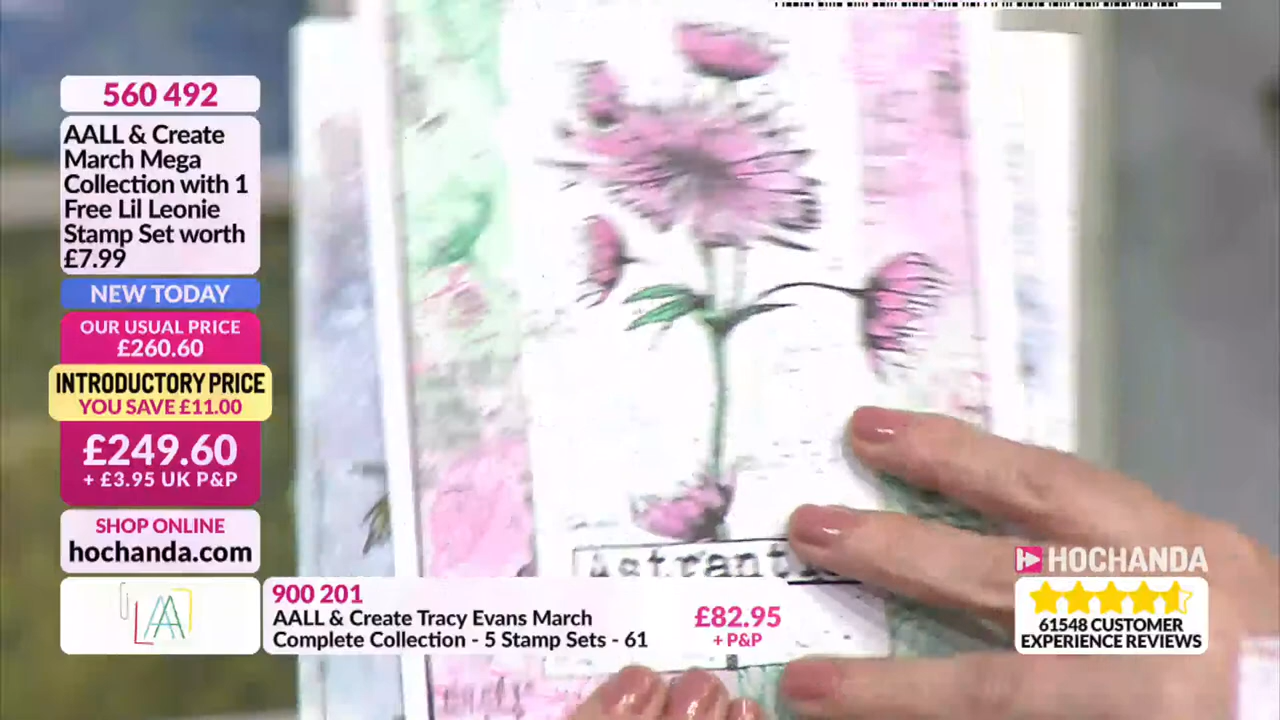 560 492
AALL & Create
March Mega
Collection with 1
Free Lil Leonie
Stamp Set worth
£7.99
NEW TODAY
OUR USUAL PRICE
£260.60
INTRODUCTORY PRICE
YOU SAVE £11.00
£249.60
+ £3.95 UK P&P
SHOP ONLINE
hochanda.com
LAA
900 201
AALL & Create Tracy Evans March
Complete Collection - 5 Stamp Sets - 61
£82.95
+ P&P
HOCHANDA
61548 CUSTOMER
EXPERIENCE REVIEWS